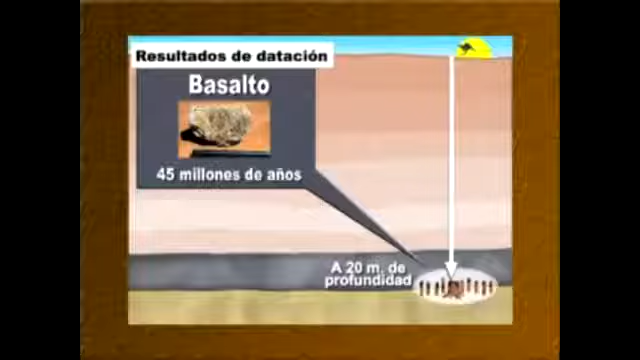 Resultados de datación
Basalto
45 millones de años
A 20 m. de
profundidad